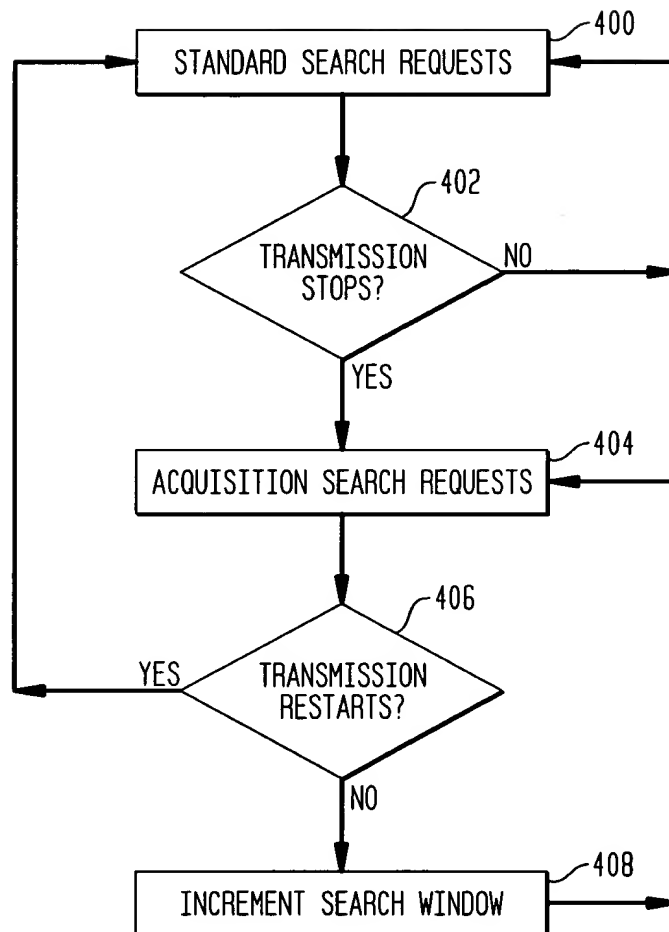 400
STANDARD SEARCH REQUESTS
402
TRANSMISSION
STOPS?
NO
YES
404
ACQUISITION SEARCH REQUESTS
406
YES
TRANSMISSION
RESTARTS?
NO
408
INCREMENT SEARCH WINDOW